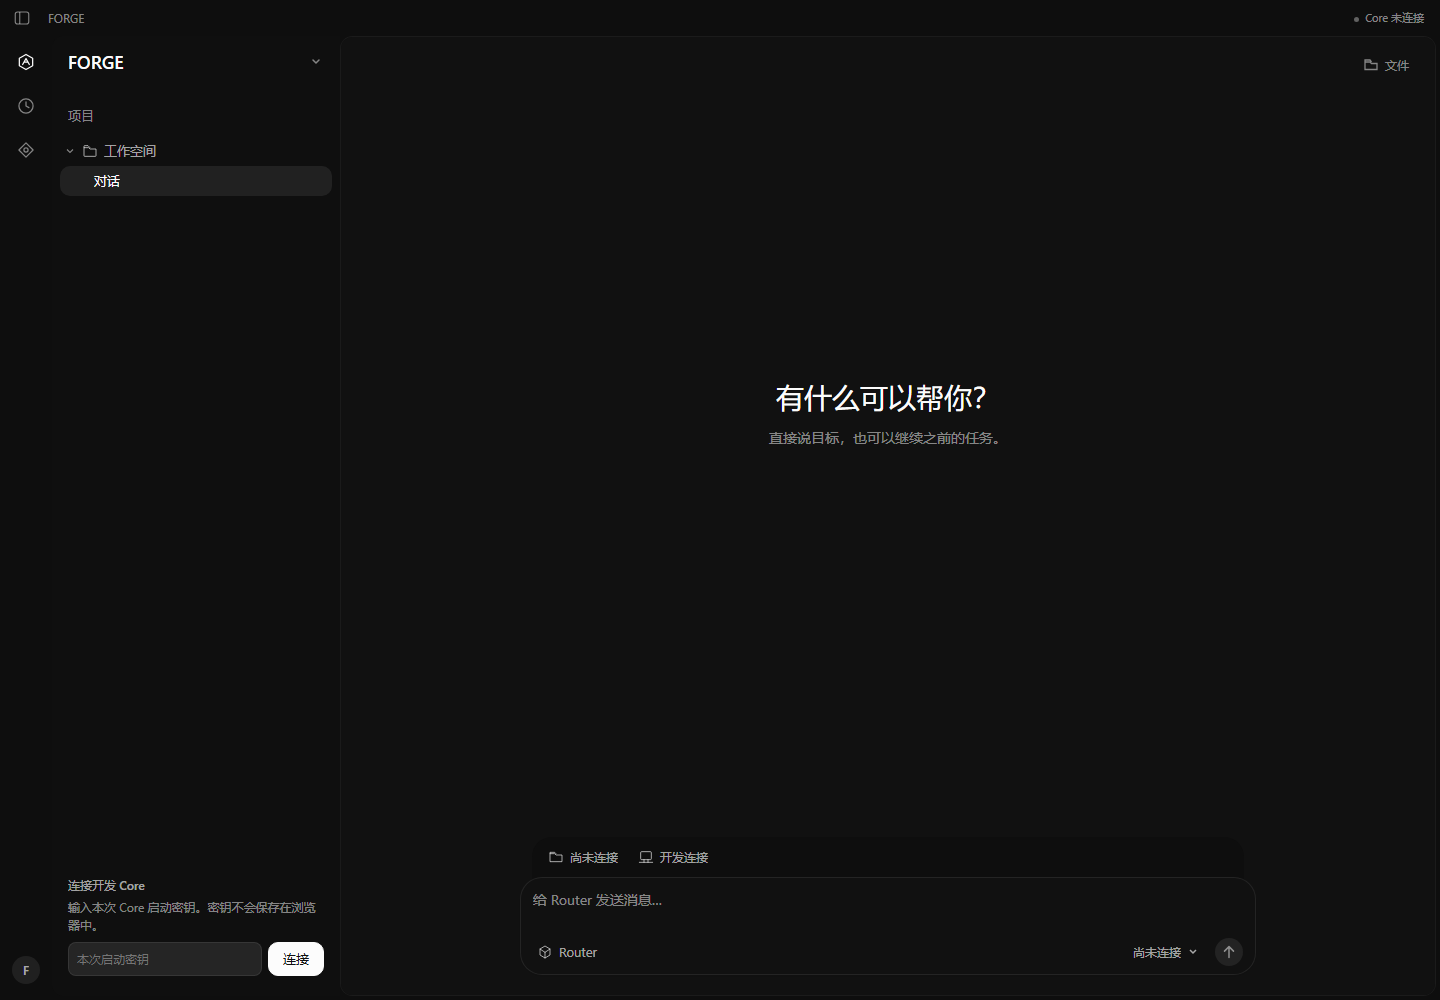 FORGE
Core 未连接
FORGE
文件
项目
工作空间
对话
有什么可以帮你?
直接说目标，也可以继续之前的任务。
连接开发 Core
输入本次 Core 启动密钥。密钥不会保存在浏览
器中。
本次启动密钥
连接
F
尚未连接
开发连接
给 Router 发送消息...
Router
尚未连接